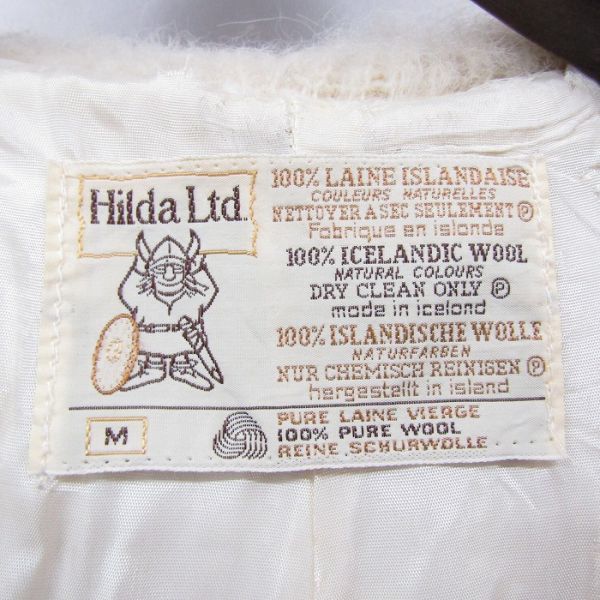 Hilda Ltd.
100% LAINE ISLANDAISE
COULEURS NATURELLES
NETTOYER A SEC SEULEMENT Ⓟ
Fabrique en islande
100% ICELANDIC WOOL
NATURAL COLOURS
DRY CLEAN ONLY Ⓟ
made in iceland
100% ISLANDISCHE WOLLE
NATURFARBEN
NUR CHEMISCH REINIGEN Ⓟ
hergestellt in island
M
PURE LAINE VIERGE
100% PURE WOOL
REINE SCHURWOLLE